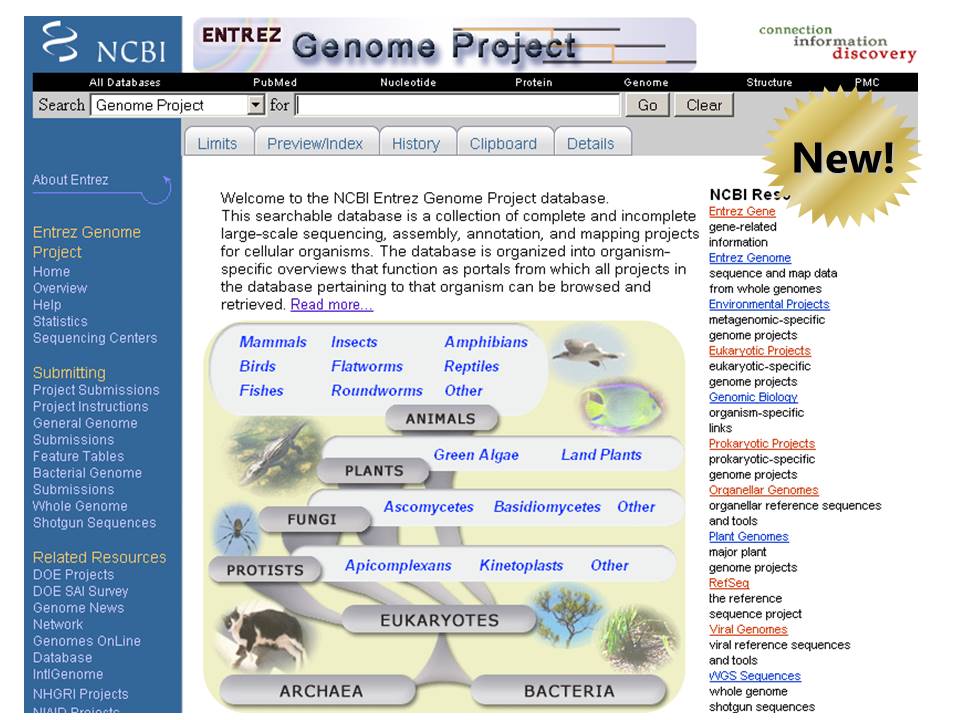 NCBI
ENTREZ Genome Project
connection
information
discovery
All Databases PubMed Nucleotide Protein Genome Structure PMC
Search Genome Project for Go Clear
Limits Preview/Index History Clipboard Details
New!
About Entrez
Entrez Genome
Project
Home
Overview
Help
Statistics
Sequencing Centers
Submitting
Project Submissions
Project Instructions
General Genome
Submissions
Feature Tables
Bacterial Genome
Submissions
Whole Genome
Shotgun Sequences
Related Resources
DOE Projects
DOE SAI Survey
Genome News
Network
Genomes OnLine
Database
IntlGenome
NHGRI Projects
Welcome to the NCBI Entrez Genome Project database.
This searchable database is a collection of complete and incomplete
large-scale sequencing, assembly, annotation, and mapping projects
for cellular organisms. The database is organized into organism-
specific overviews that function as portals from which all projects in
the database pertaining to that organism can be browsed and
retrieved. Read more...
Mammals Insects Amphibians
Birds Flatworms Reptiles
Fishes Roundworms Other
ANIMALS
Green Algae Land Plants
PLANTS
Ascomycetes Basidiomycetes Other
FUNGI
Apicomplexans Kinetoplasts Other
PROTISTS
EUKARYOTES
ARCHAEA BACTERIA
NCBI
Entrez Gene
gene-related
information
Entrez Genome
sequence and map data
from whole genomes
Environmental Projects
metagenomic-specific
genome projects
Eukaryotic Projects
eukaryotic-specific
genome projects
Genomic Biology
organism-specific
links
Prokaryotic Projects
prokaryotic-specific
genome projects
Organellar Genomes
organellar reference sequences
and tools
Plant Genomes
major plant
genome projects
RefSeq
the reference
sequence project
Viral Genomes
viral reference sequences
and tools
WGS Sequences
whole genome
shotgun sequences